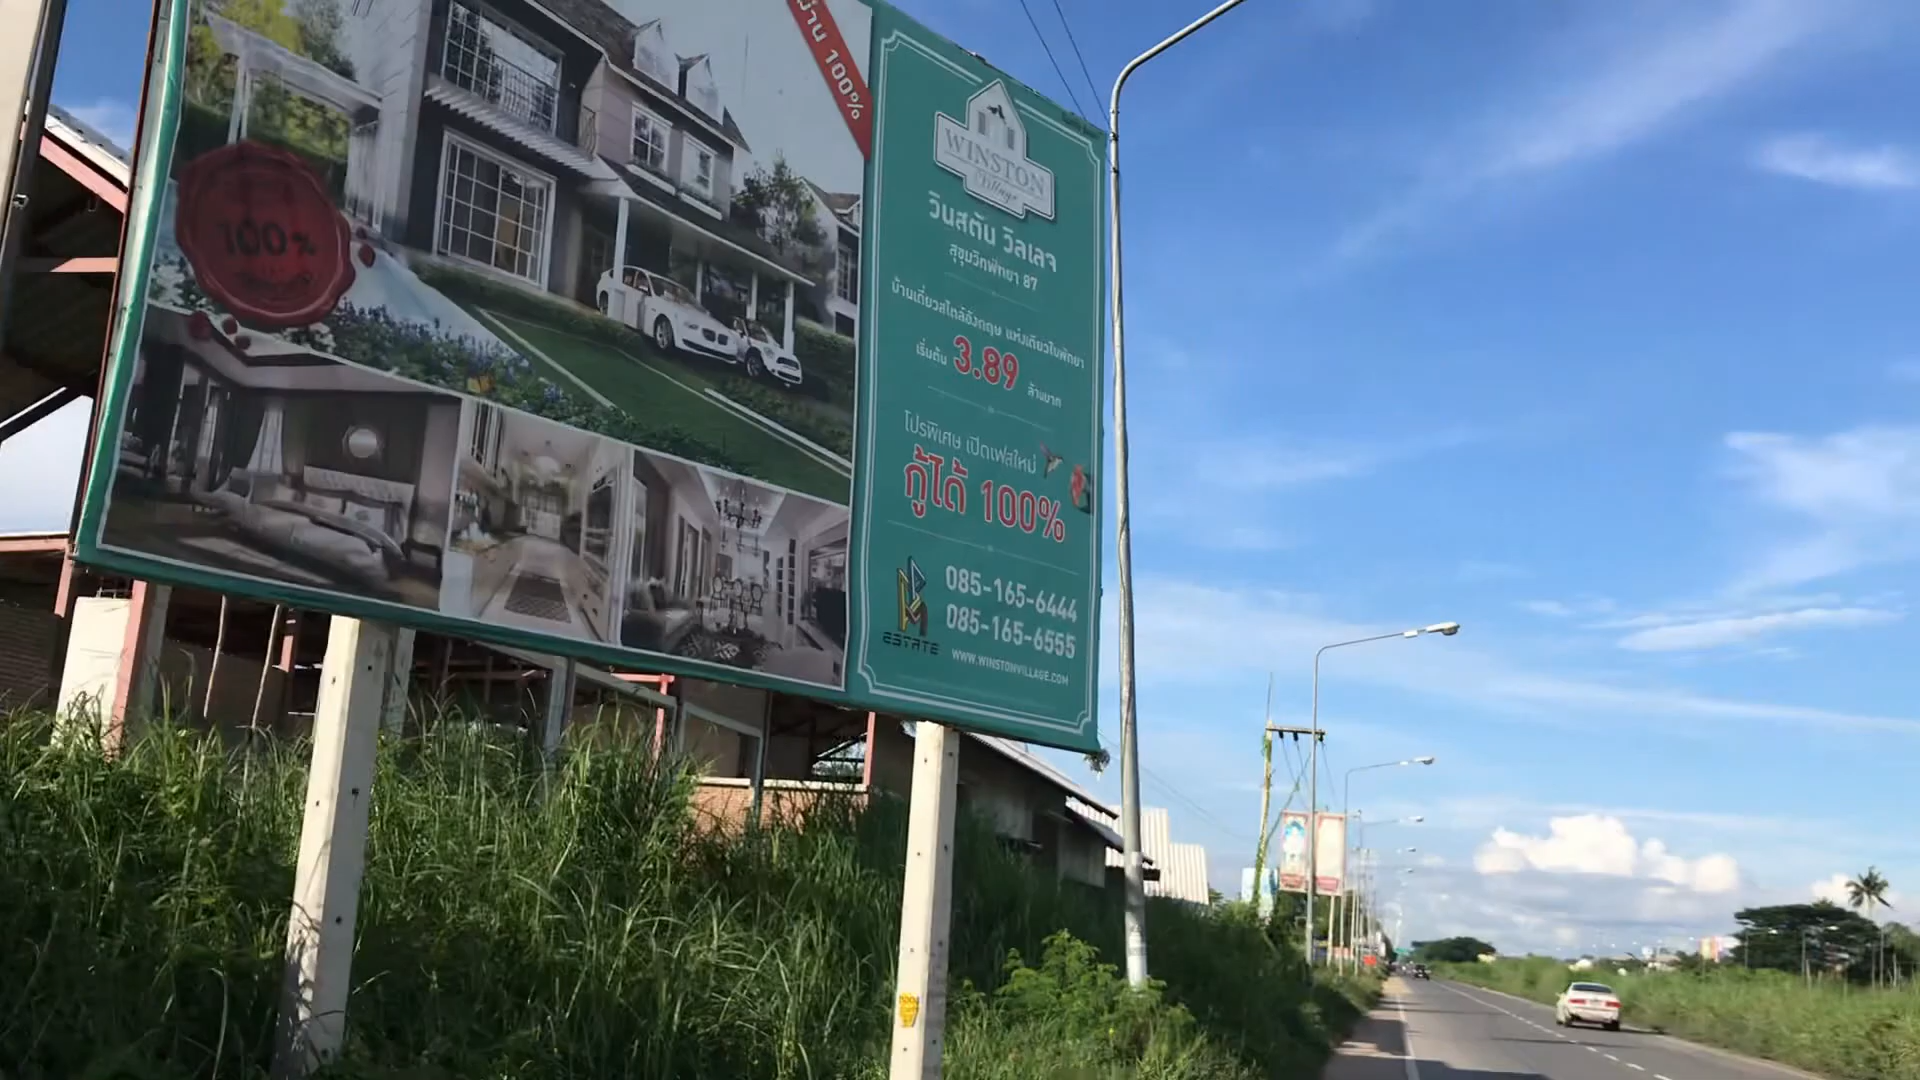 100%
ผ่าน 100%
WINSTON
Village
วินสตัน วิลเลจ
สุขุมวิทพัทยา 87
บ้านเดี่ยวสไตล์อังกฤษ แห่งเดียวในพัทยา
เริ่มต้น 3.89 ล้านบาท
โปรพิเศษ เปิดเฟสใหม่
กู้ได้ 100%
ESTATE
085-165-6444
085-165-6555
WWW.WINSTONVILLAGE.COM